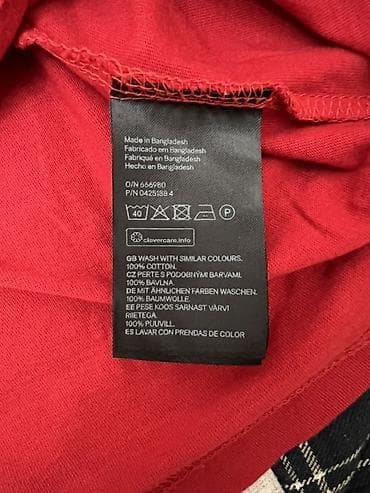 Made in Bangladesh
Fabricado em Bangladesh
Fabriqué en Bangladesh
Hecho en Bangladesh
O/N 666980
P/N 0425188 4
40 P
clevercare.info
GB WASH WITH SIMILAR COLOURS.
100% COTTON.
CZ PERTE S PODOBNÝMI BARVAMI.
100% BAVLNA.
DE MIT ÄHNLICHEN FARBEN WASCHEN.
100% BAUMWOLLE.
EE PESE KOOS SARNAST VÄRVI
RIIETEGA.
100% PUUVILL.
ES LAVAR CON PRENDAS DE COLOR